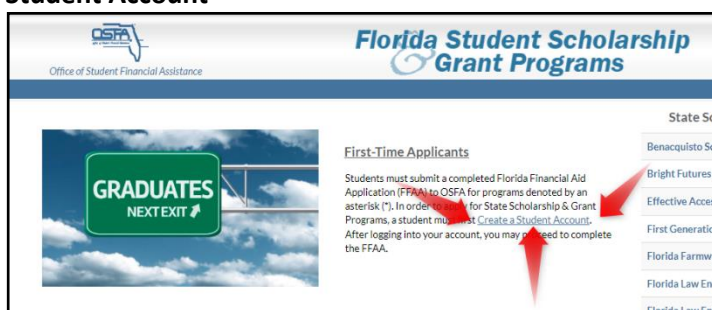 Student Account
OSFA
Office of Student Financial Assistance
Florida Student Scholarship
& Grant Programs
GRADUATES
NEXT EXIT
First-Time Applicants
Students must submit a completed Florida Financial Aid
Application (FFAA) to OSFA for programs denoted by an
asterisk (*). In order to apply for State Scholarship & Grant
Programs, a student must first Create a Student Account.
After logging into your account, you may proceed to complete
the FFAA.
State Sc
Benacquisto Sc
Bright Futures
Effective Acces
First Generatio
Florida Farmw
Florida Law En